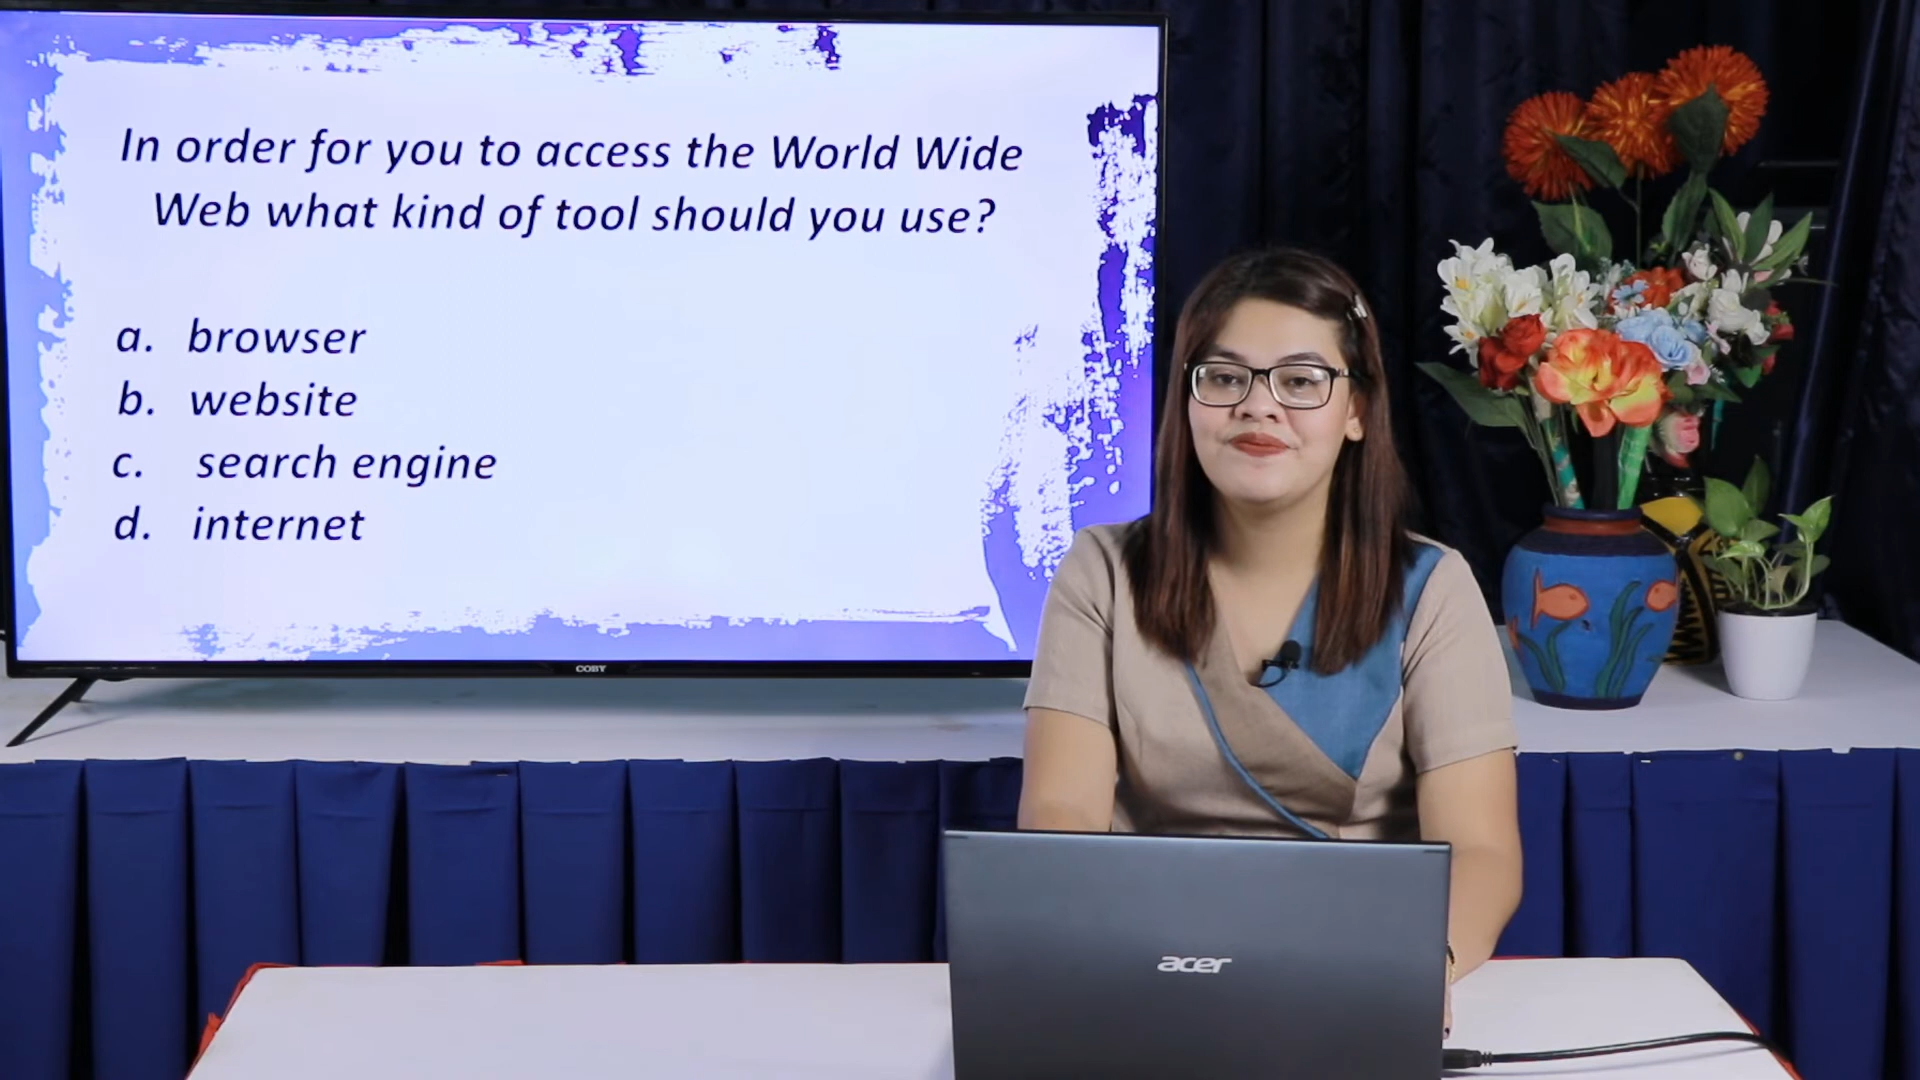 In order for you to access the World Wide
Web what kind of tool should you use?
a. browser
b. website
c. search engine
d. internet
COBY
acer